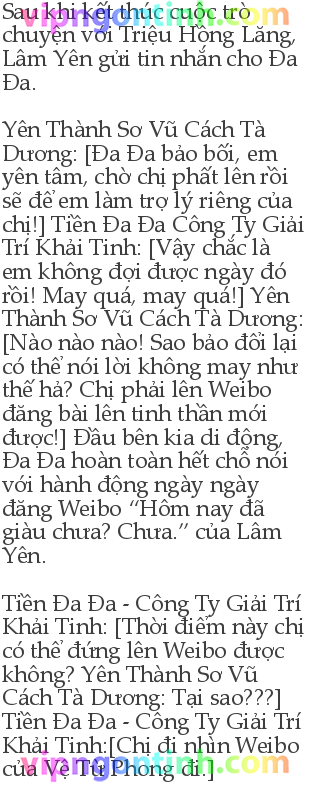 Sau khi kết thúc cuộc trò
chuyện với Triệu Hồng Lăng,
Lâm Yên gửi tin nhắn cho Đa
Đa.
Yên Thành Sơ Vũ Cách Tà
Dương: [Đa Đa bảo bối, em
yên tâm, chờ chị phất lên rồi
sẽ để em làm trợ lý riêng của
chị!] Tiền Đa Đa Công Ty Giải
Trí Khải Tinh: [Vậy chắc là
em không đợi được ngày đó
rồi! May quá, may quá!] Yên
Thành Sơ Vũ Cách Tà Dương:
[Nào nào nào! Sao bảo đổi lại
có thể nói lời không may như
thế hả? Chị phải lên Weibo
đăng bài lên tinh thần mới
được!] Đầu bên kia di động,
Đa Đa hoàn toàn hết chỗ nói
với hành động ngày ngày
đăng Weibo “Hôm nay đã
giàu chưa? Chưa.” của Lâm
Yên.
Tiền Đa Đa - Công Ty Giải Trí
Khải Tinh: [Thời điểm này chị
có thể đứng lên Weibo được
không? Yên Thành Sơ Vũ
Cách Tà Dương: Tại sao???]
Tiền Đa Đa - Công Ty Giải Trí
Khải Tinh:[Chị đi nhìn Weibo
của Vệ Từ Phong đi.]
vipngontinh.com
vipngontinh.com